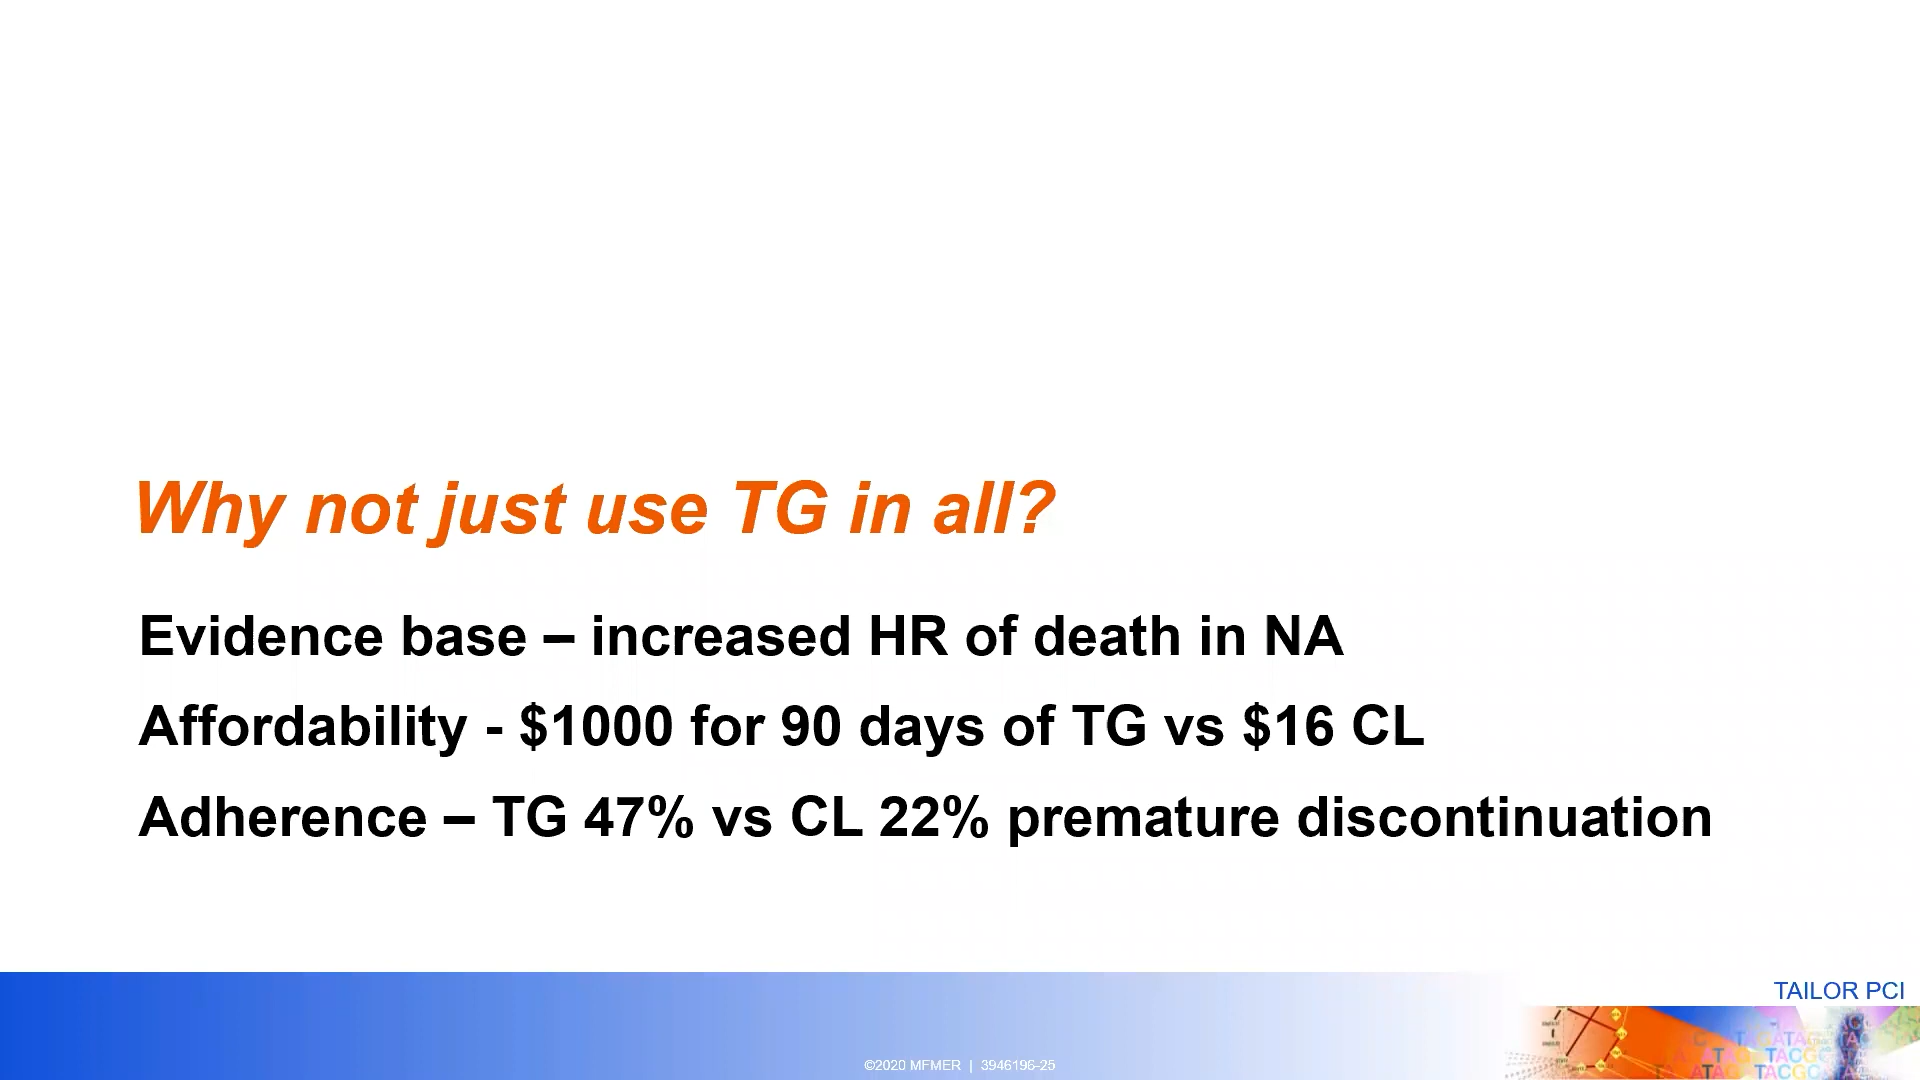 Why not just use TG in all?
Evidence base – increased HR of death in NA
Affordability - $1000 for 90 days of TG vs $16 CL
Adherence – TG 47% vs CL 22% premature discontinuation
TAILOR PCI
©2020 MFMER | 3946196-25